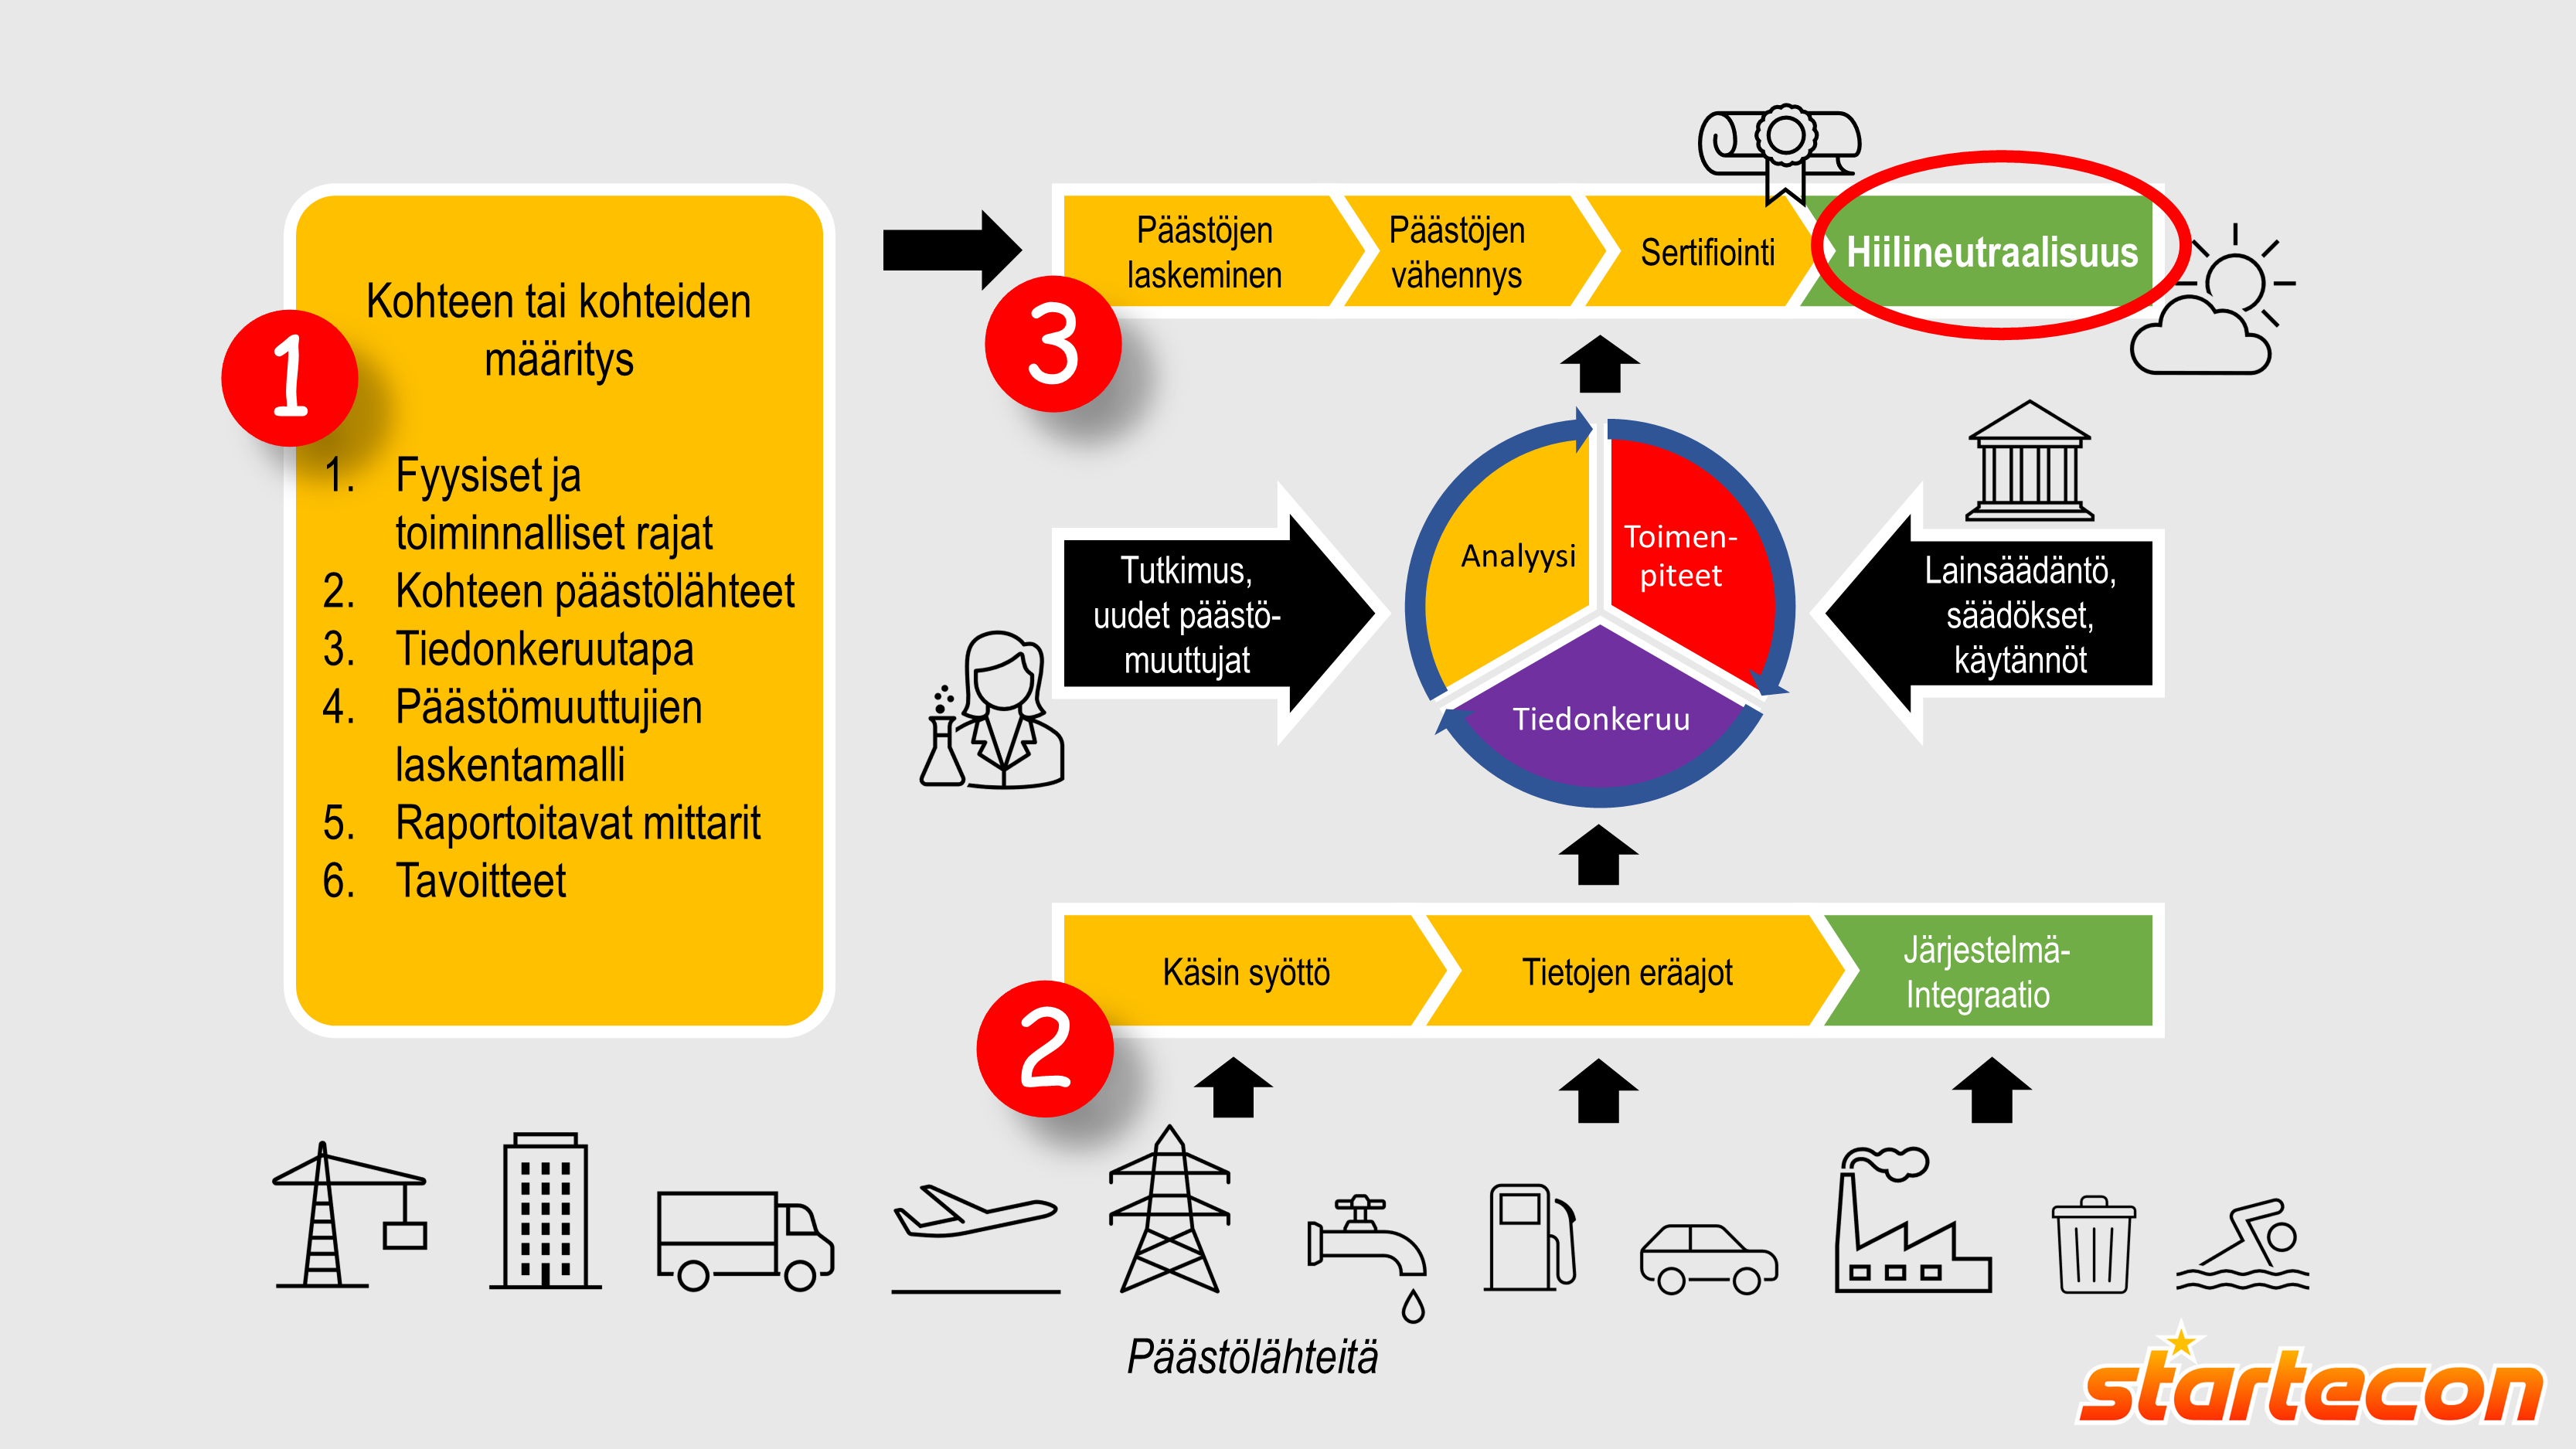 1
Kohteen tai kohteiden
määritys
1. Fyysiset ja
toiminnalliset rajat
2. Kohteen päästölähteet
3. Tiedonkeruutapa
4. Päästömuuttujien
laskentamalli
5. Raportoitavat mittarit
6. Tavoitteet
3
Päästöjen
laskeminen
Päästöjen
vähennys
Sertifiointi
Hiilineutraalisuus
Tutkimus,
uudet päästö-
muuttujat
Analyysi
Toimen-
piteet
Tiedonkeruu
Lainsäädäntö,
säädökset,
käytännöt
2
Käsin syöttö
Tietojen eräajot
Järjestelmä-
Integraatio
Päästölähteitä
startecon